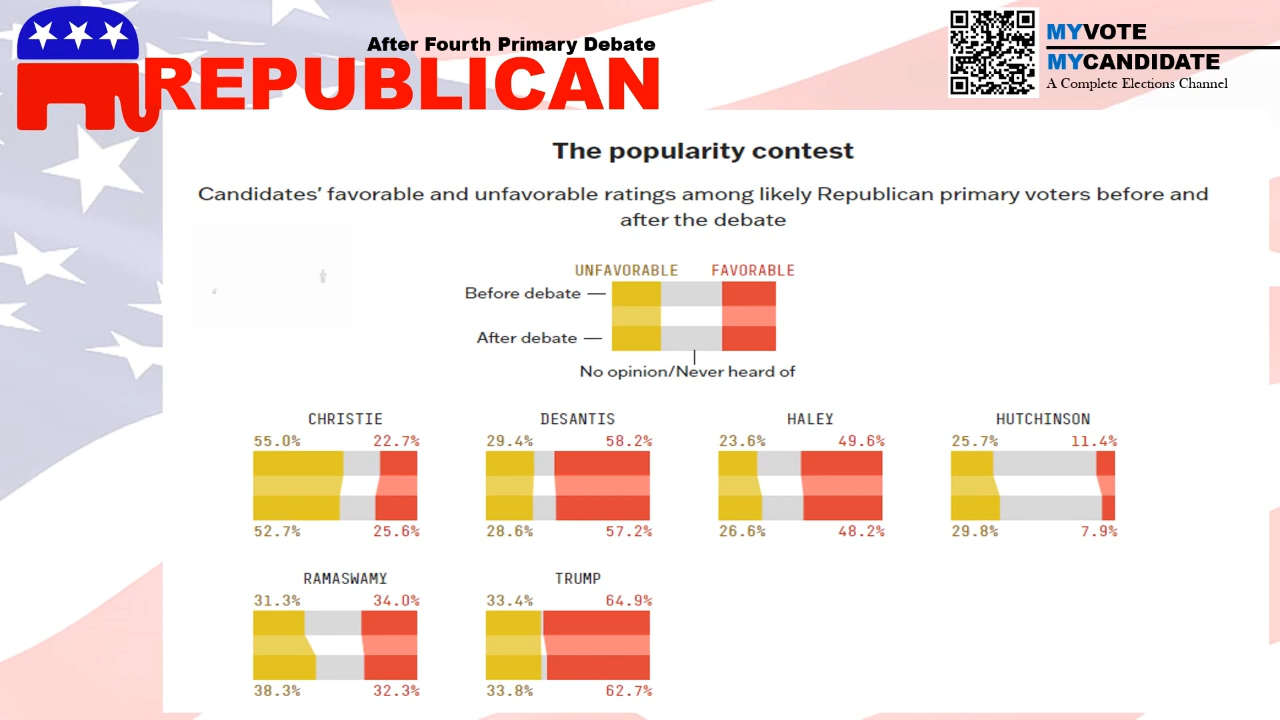 After Fourth Primary Debate
REPUBLICAN
MYVOTE
MYCANDIDATE
A Complete Elections Channel
The popularity contest
Candidates' favorable and unfavorable ratings among likely Republican primary voters before and
after the debate
UNFAVORABLE FAVORABLE
Before debate
After debate
No opinion/Never heard of
CHRISTIE DESANTIS HALEY HUTCHINSON
55.0% 22.7% 29.4% 58.2% 23.6% 49.6% 25.7% 11.4%
52.7% 25.6% 28.6% 57.2% 26.6% 48.2% 29.8% 7.9%
RAMASWAMY TRUMP
31.3% 34.0% 33.4% 64.9%
38.3% 32.3% 33.8% 62.7%